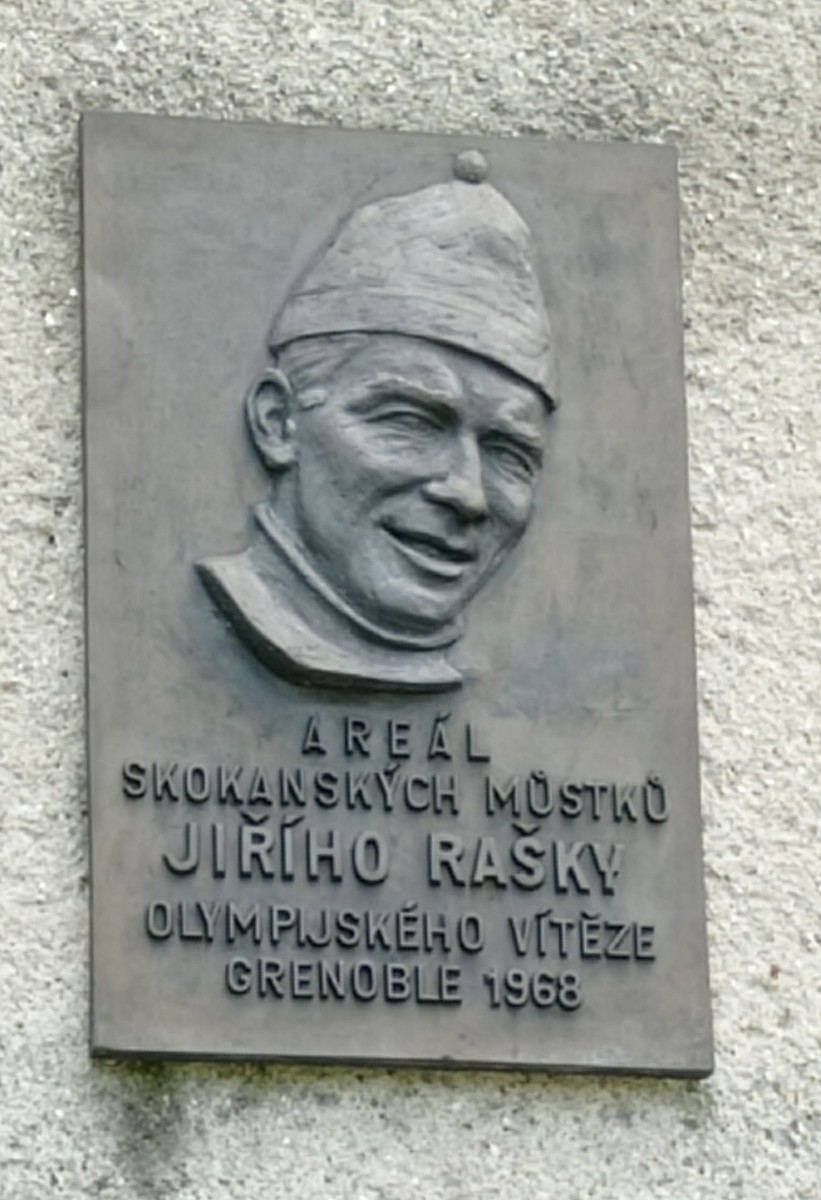 AREÁL
SKOKANSKÝCH MŮSTKŮ
JIŘÍHO RAŠKY
OLYMPIJSKÉHO VÍTĚZE
GRENOBLE 1968